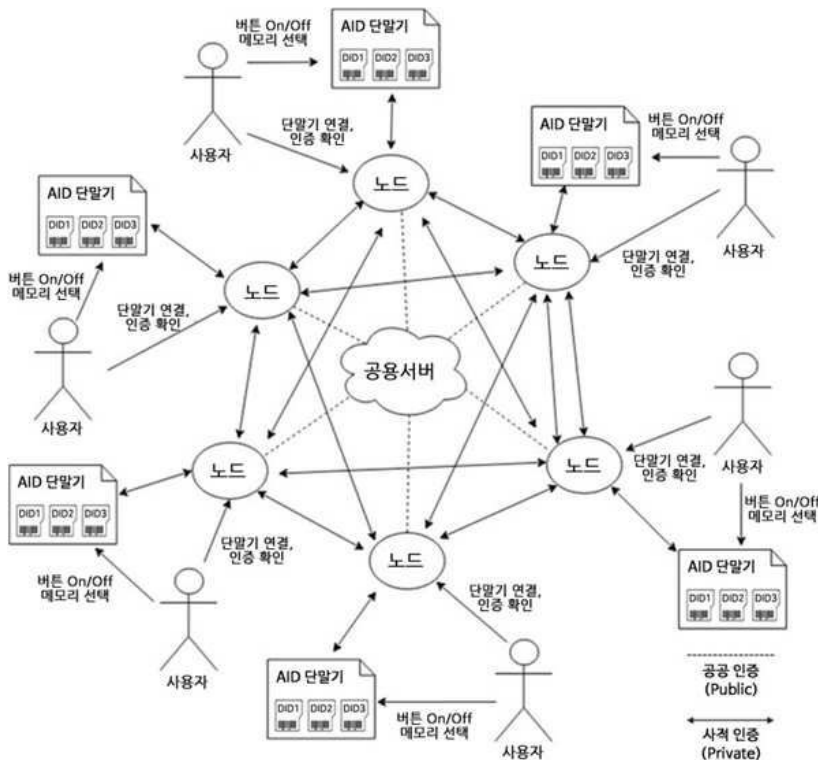 버튼 On/Off
메모리 선택
AID 단말기
DID1 DID2 DID3
사용자
단말기 연결,
인증 확인
노드
AID 단말기
DID1 DID2 DID3
버튼 On/Off
메모리 선택
사용자
단말기 연결,
인증 확인
노드
AID 단말기
DID1 DID2 DID3
버튼 On/Off
메모리 선택
단말기 연결,
인증 확인
사용자
노드
공용서버
노드
단말기 연결,
인증 확인
사용자
버튼 On/Off
메모리 선택
AID 단말기
DID1 DID2 DID3
노드
AID 단말기
DID1 DID2 DID3
단말기 연결,
인증 확인
버튼 On/Off
메모리 선택
사용자
노드
단말기 연결,
인증 확인
AID 단말기
DID1 DID2 DID3
버튼 On/Off
메모리 선택
사용자
공공 인증
(Public)
사적 인증
(Private)